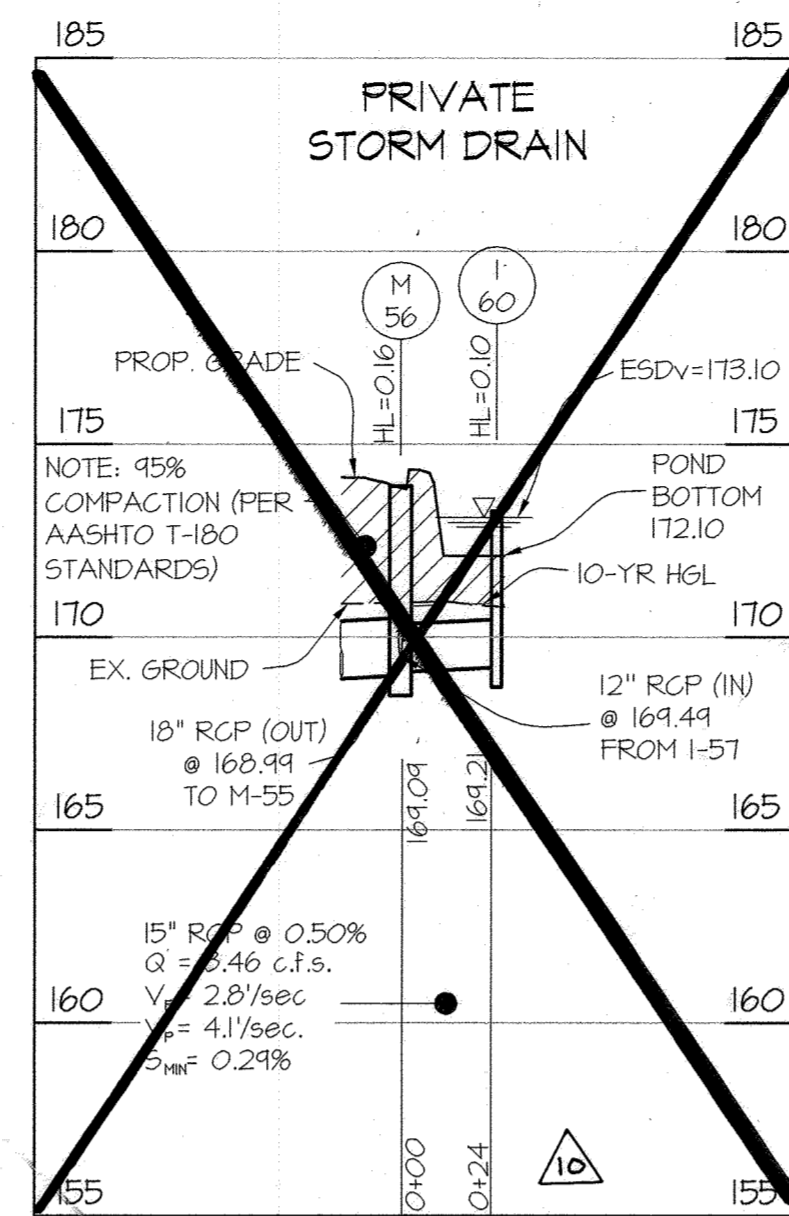 185
185
PRIVATE
STORM DRAIN
180
180
M
56
I-
60
HL=0.16
HL=0.10
PROP. GRADE
ESDv=173.10
175
175
NOTE: 95%
COMPACTION (PER
AASHTO T-180
STANDARDS)
POND
BOTTOM
172.10
10-YR HGL
170
170
EX. GROUND
12" RCP (IN)
@ 169.49
FROM I-57
18" RCP (OUT)
@ 168.99
TO M-55
169.09
169.21
165
165
15" RCP @ 0.50%
Q = 3.46 c.f.s.
V = 2.8'/sec
Vp = 4.1'/sec.
SMIN = 0.29%
160
160
0+00
0+24
10
155
155